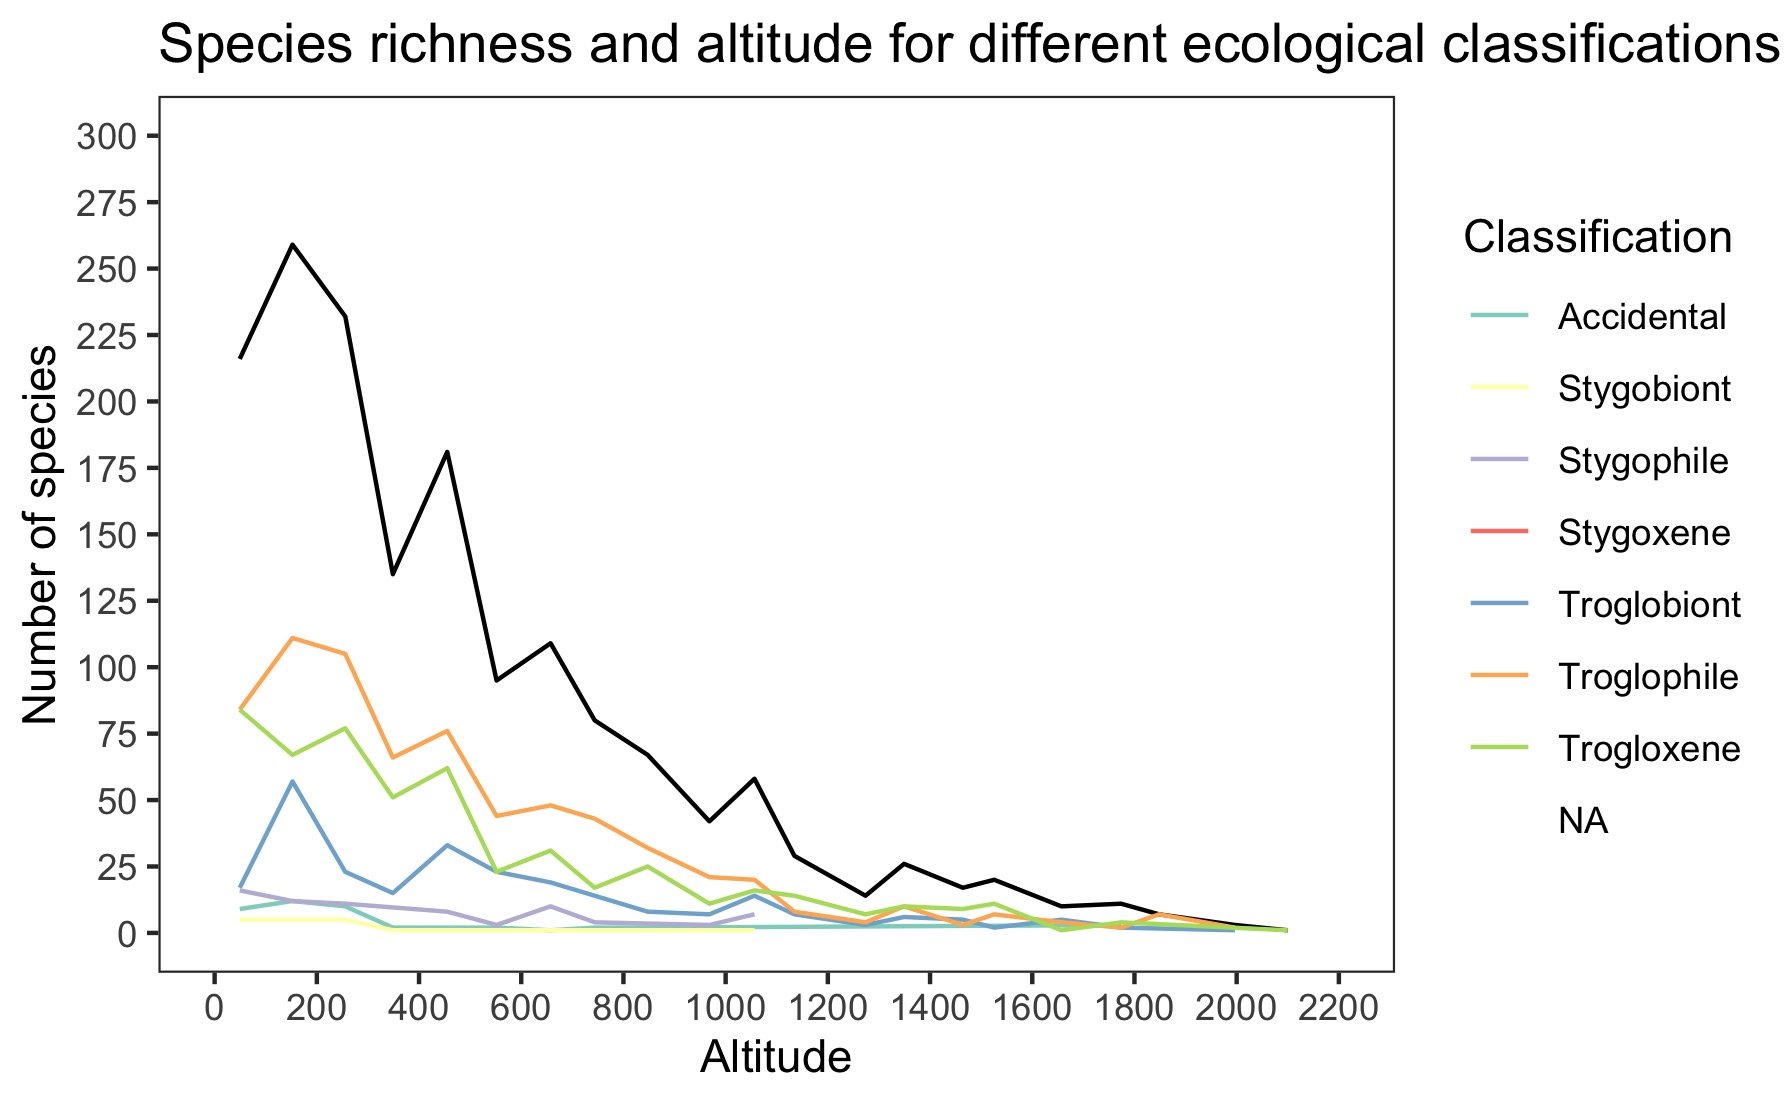 Species richness and altitude for different ecological classifications
300
275
250
225
200
175
150
125
100
75
50
25
0
Number of species
0 200 400 600 800 1000 1200 1400 1600 1800 2000 2200
Altitude
Classification
Accidental
Stygobiont
Stygophile
Stygoxene
Troglobiont
Troglophile
Trogloxene
NA